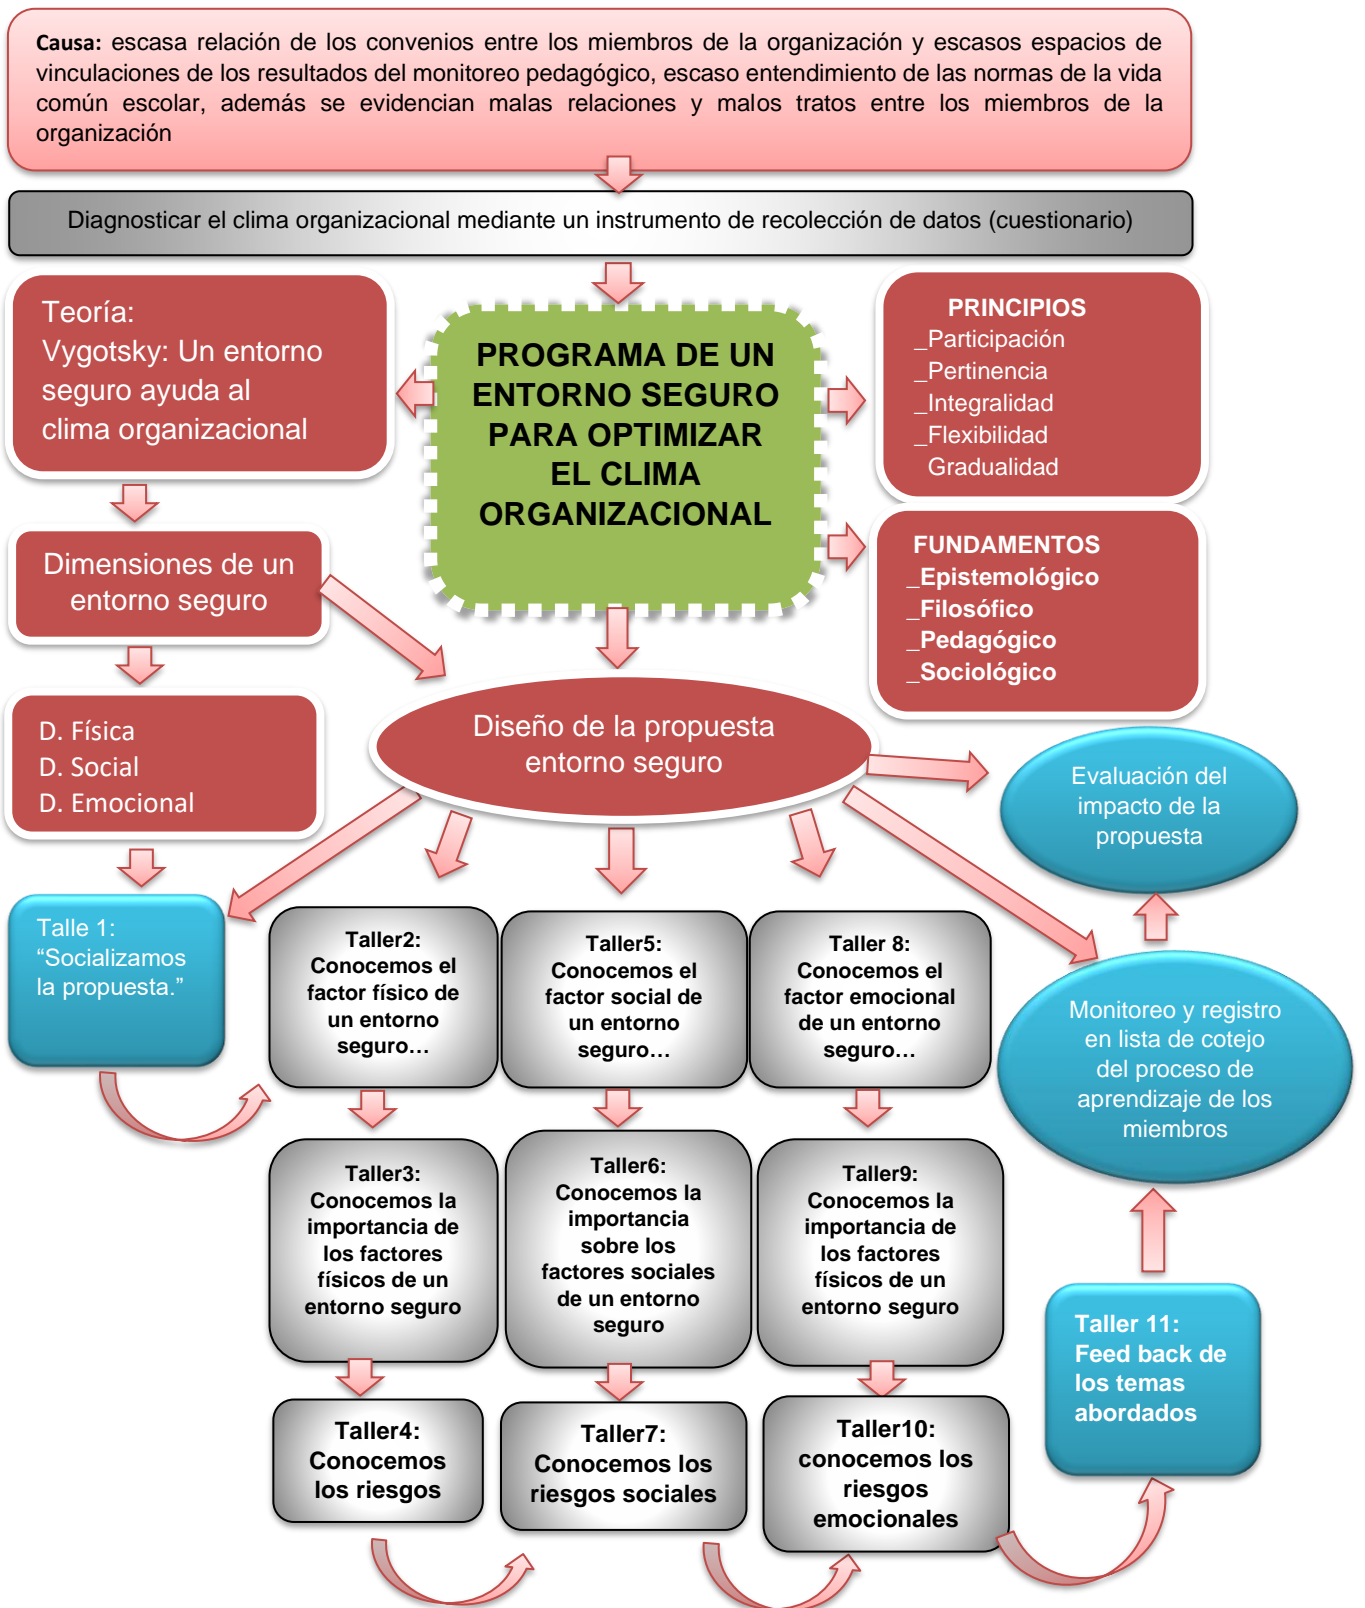 Causa: escasa relación de los convenios entre los miembros de la organización y escasos espacios de
vinculaciones de los resultados del monitoreo pedagógico, escaso entendimiento de las normas de la vida
común escolar, además se evidencian malas relaciones y malos tratos entre los miembros de la
organización
Diagnosticar el clima organizacional mediante un instrumento de recolección de datos (cuestionario)
Teoría:
Vygotsky: Un entorno
seguro ayuda al
clima organizacional
PROGRAMA DE UN
ENTORNO SEGURO
PARA OPTIMIZAR
EL CLIMA
ORGANIZACIONAL
PRINCIPIOS
_Participación
_Pertinencia
_Integralidad
_Flexibilidad
Gradualidad
FUNDAMENTOS
_Epistemológico
_Filosófico
_Pedagógico
_Sociológico
Dimensiones de un
entorno seguro
D. Física
D. Social
D. Emocional
Diseño de la propuesta
entorno seguro
Evaluación del
impacto de la
propuesta
Talle 1:
“Socializamos
la propuesta.”
Taller2:
Conocemos el
factor físico de
un entorno
seguro…
Taller5:
Conocemos el
factor social de
un entorno
seguro…
Taller 8:
Conocemos el
factor emocional
de un entorno
seguro…
Monitoreo y registro
en lista de cotejo
del proceso de
aprendizaje de los
miembros
Taller3:
Conocemos la
importancia de
los factores
físicos de un
entorno seguro
Taller6:
Conocemos la
importancia
sobre los
factores sociales
de un entorno
seguro
Taller9:
Conocemos la
importancia de
los factores
físicos de un
entorno seguro
Taller 11:
Feed back de
los temas
abordados
Taller4:
Conocemos
los riesgos
Taller7:
Conocemos los
riesgos sociales
Taller10:
conocemos los
riesgos
emocionales